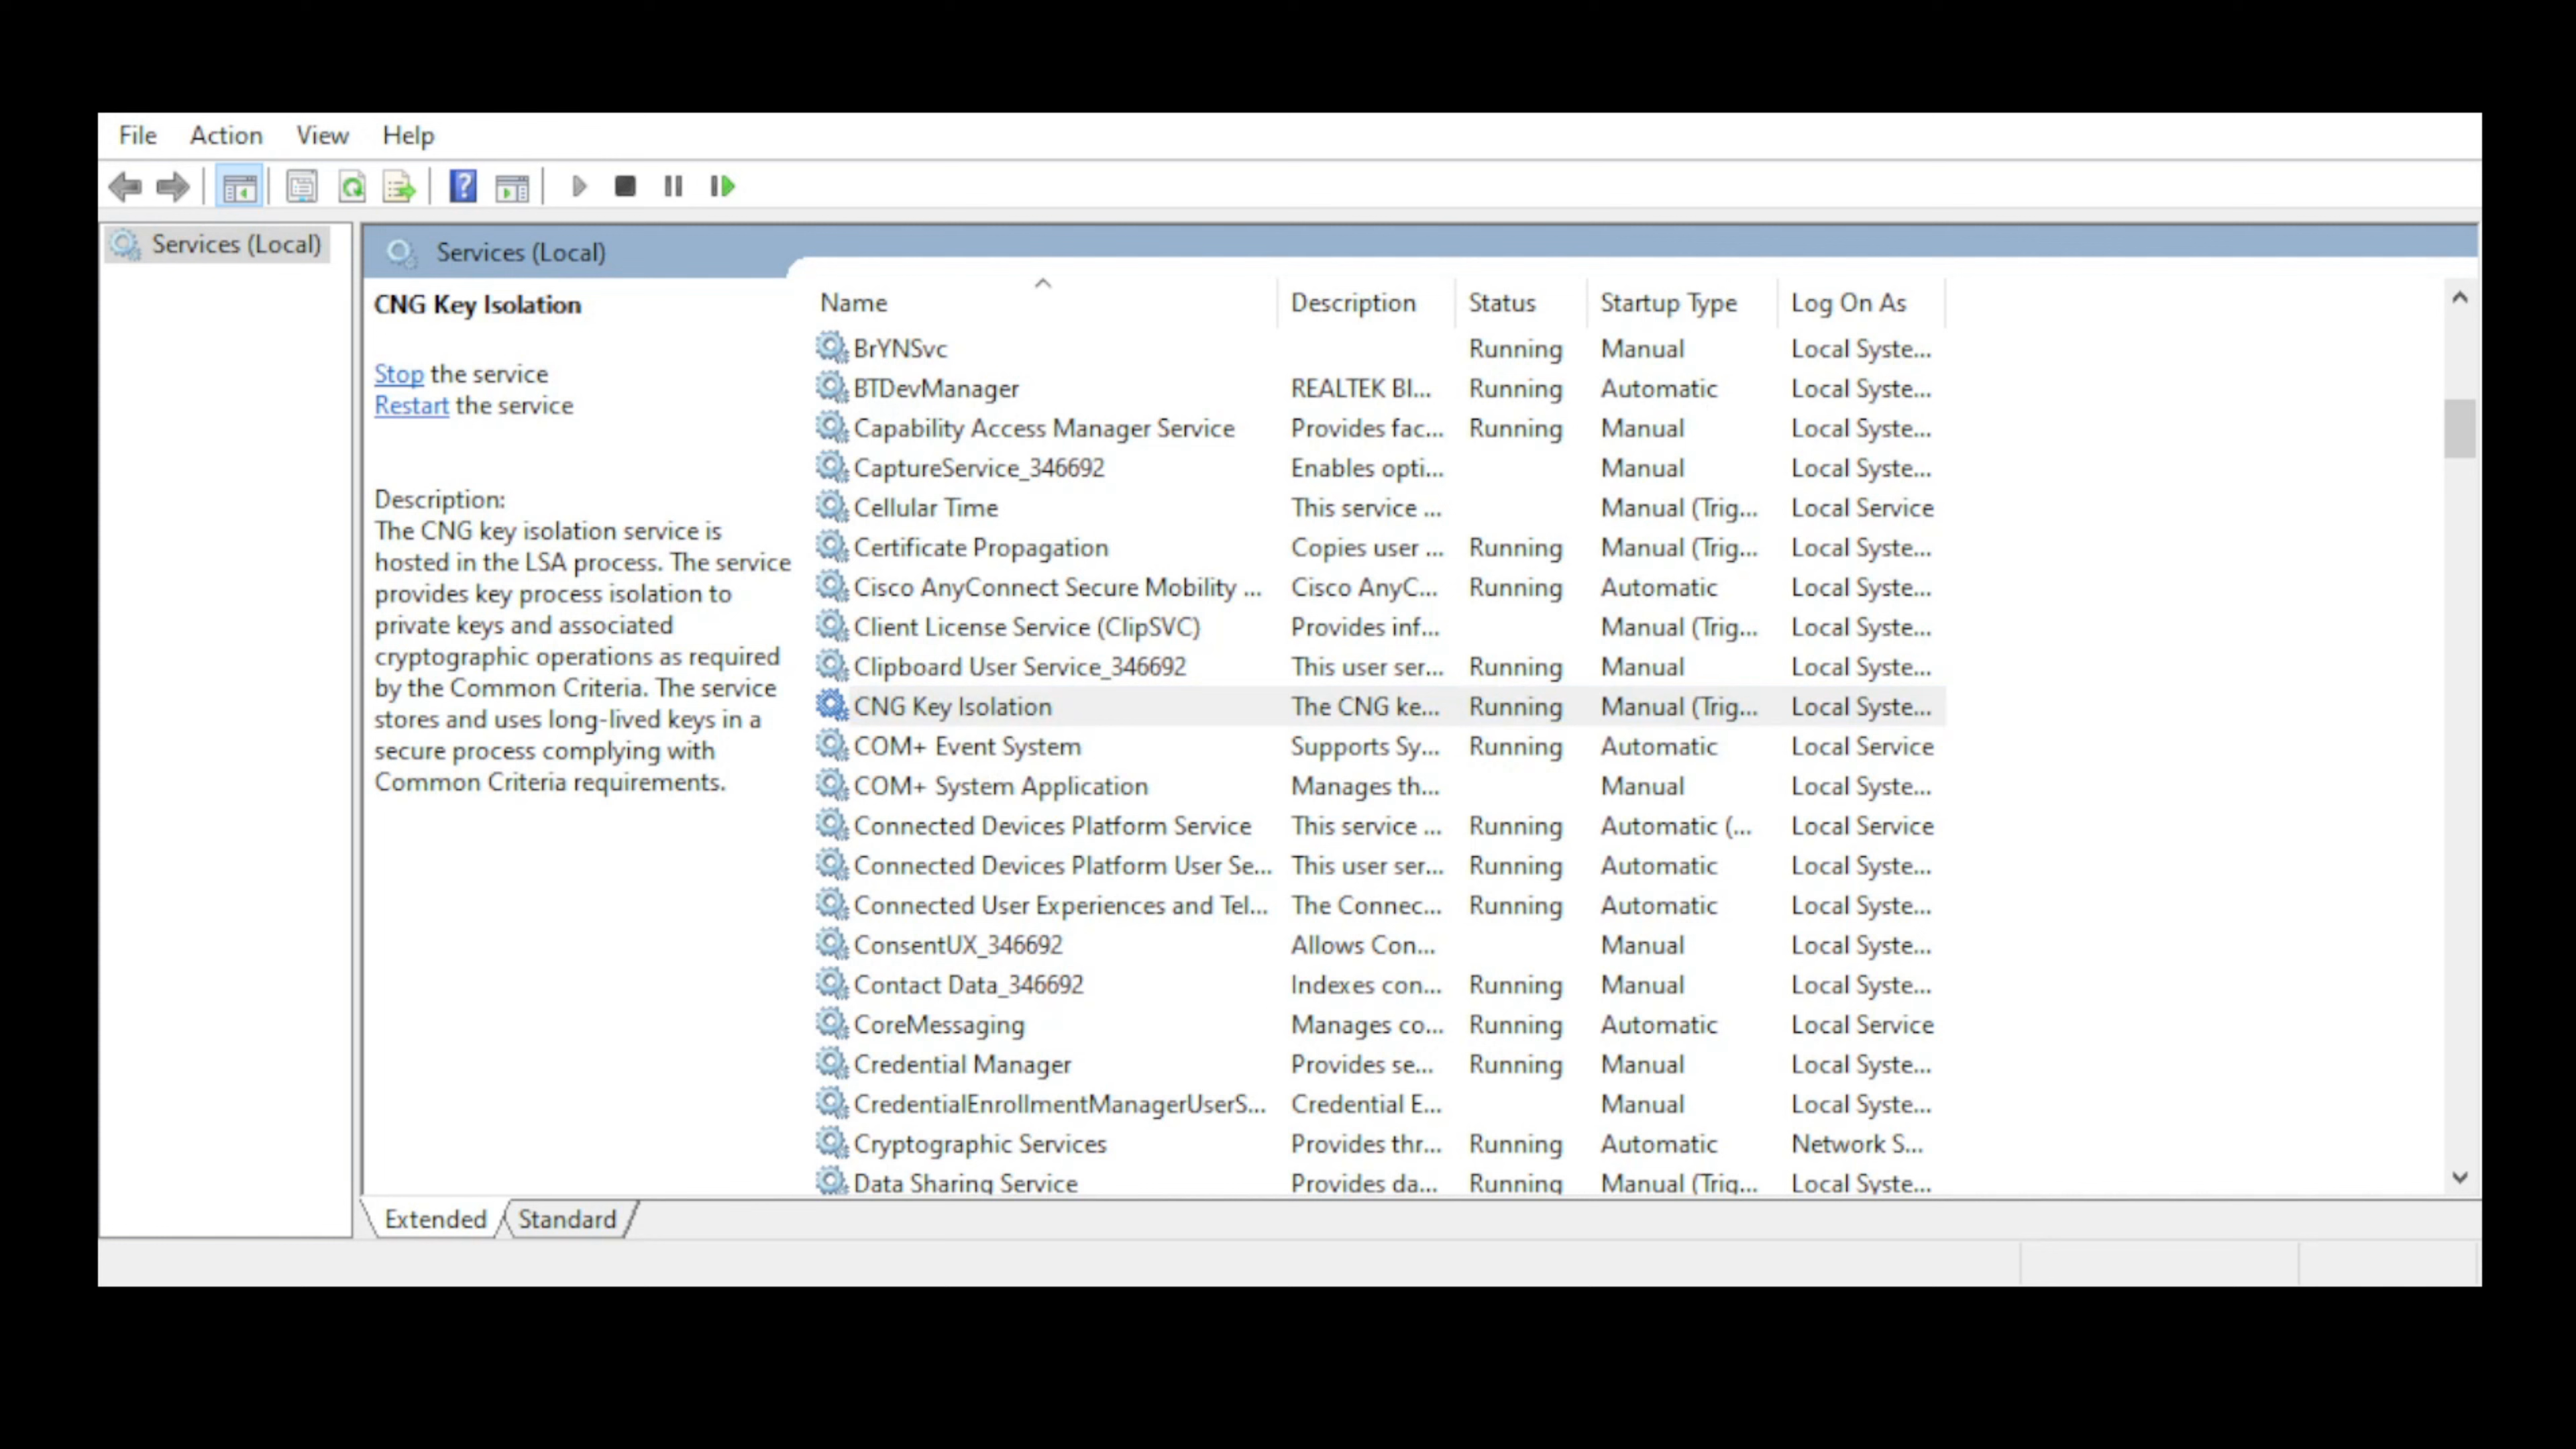 File Action View Help
Services (Local)
Services (Local)
CNG Key Isolation
Stop the service
Restart the service
Description:
The CNG key isolation service is
hosted in the LSA process. The service
provides key process isolation to
private keys and associated
cryptographic operations as required
by the Common Criteria. The service
stores and uses long-lived keys in a
secure process complying with
Common Criteria requirements.
Name Description Status Startup Type Log On As
BrYNSvc Running Manual Local Syste...
BTDevManager REALTEK Bl... Running Automatic Local Syste...
Capability Access Manager Service Provides fac... Running Manual Local Syste...
CaptureService_346692 Enables opti... Manual Local Syste...
Cellular Time This service ... Manual (Trig... Local Service
Certificate Propagation Copies user ... Running Manual (Trig... Local Syste...
Cisco AnyConnect Secure Mobility ... Cisco AnyC... Running Automatic Local Syste...
Client License Service (ClipSVC) Provides inf... Manual (Trig... Local Syste...
Clipboard User Service_346692 This user ser... Running Manual Local Syste...
CNG Key Isolation The CNG ke... Running Manual (Trig... Local Syste...
COM+ Event System Supports Sy... Running Automatic Local Service
COM+ System Application Manages th... Manual Local Syste...
Connected Devices Platform Service This service ... Running Automatic (... Local Service
Connected Devices Platform User Se... This user ser... Running Automatic Local Syste...
Connected User Experiences and Tel... The Connec... Running Automatic Local Syste...
ConsentUX_346692 Allows Con... Manual Local Syste...
Contact Data_346692 Indexes con... Running Manual Local Syste...
CoreMessaging Manages co... Running Automatic Local Service
Credential Manager Provides se... Running Manual Local Syste...
CredentialEnrollmentManagerUserS... Credential E... Manual Local Syste...
Cryptographic Services Provides thr... Running Automatic Network S...
Data Sharing Service Provides da... Running Manual (Trig... Local Syste...
Extended Standard